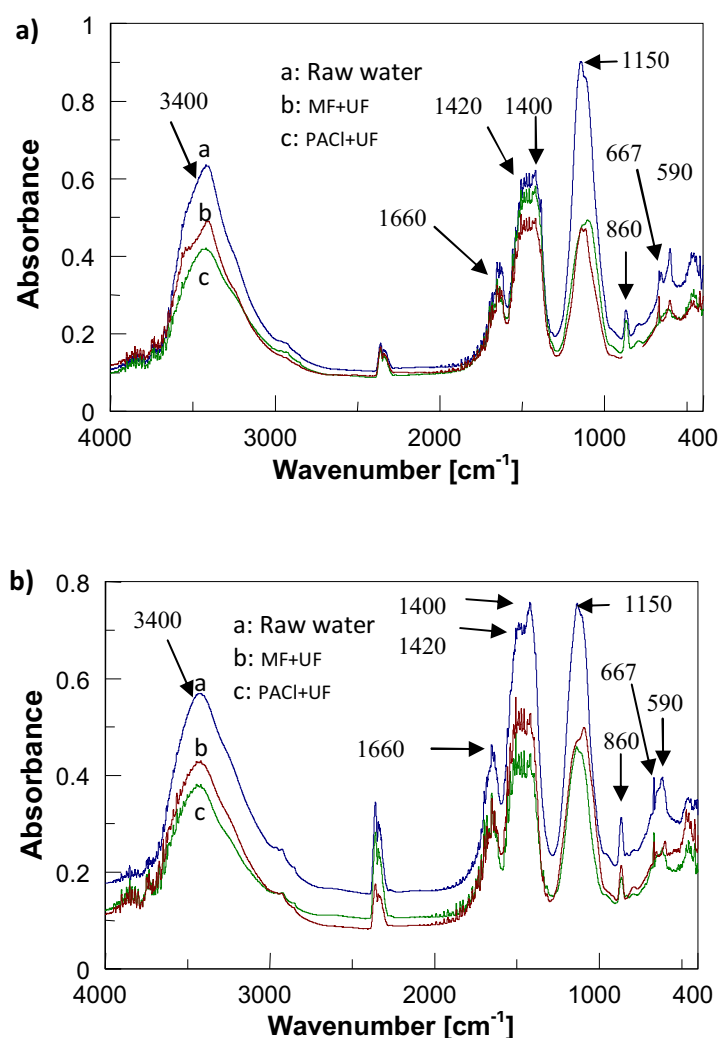 a)
1
0.8
0.6
0.4
0.2
0
Absorbance
a: Raw water
b: MF+UF
c: PACl+UF
3400
a
b
c
1660
1420
1400
1150
667
590
860
4000
3000
2000
1000
400
Wavenumber [cm⁻¹]
b)
0.8
0.6
0.4
0.2
0
Absorbance
a: Raw water
b: MF+UF
c: PACl+UF
3400
a
b
c
1660
1400
1420
1150
667
590
860
4000
3000
2000
1000
400
Wavenumber [cm⁻¹]